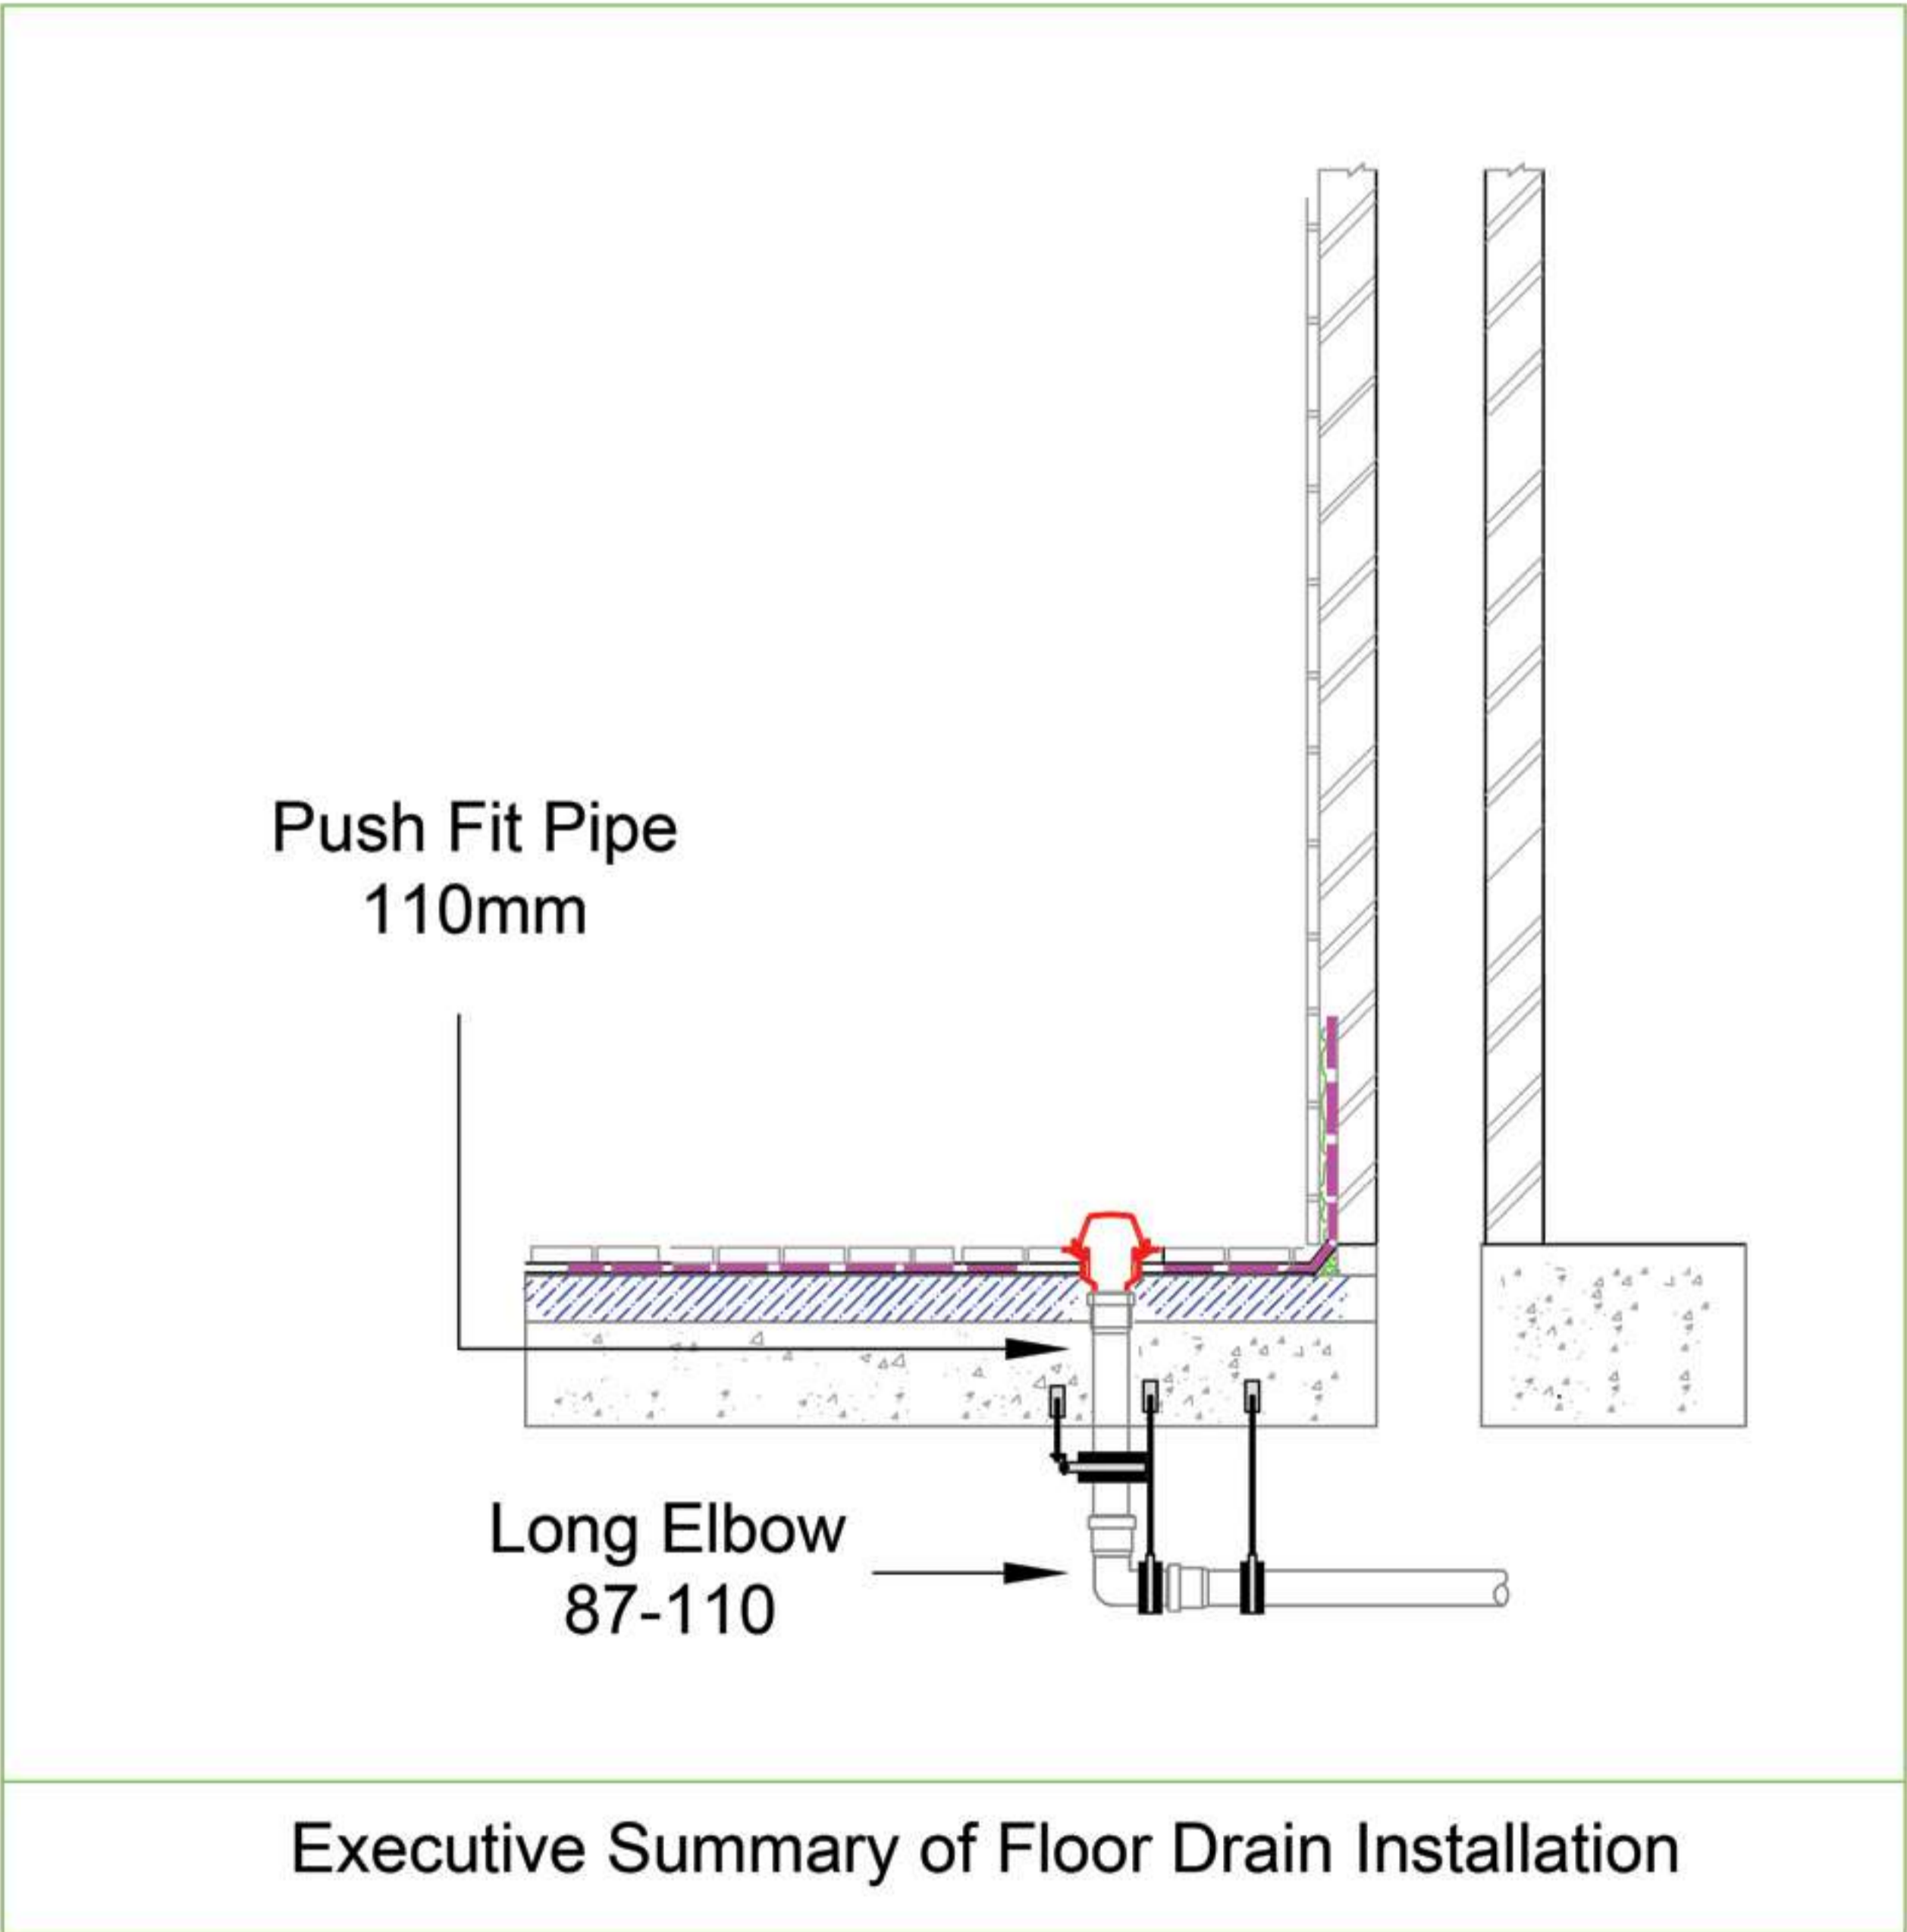 Push Fit Pipe
110mm
Long Elbow
87-110
Executive Summary of Floor Drain Installation